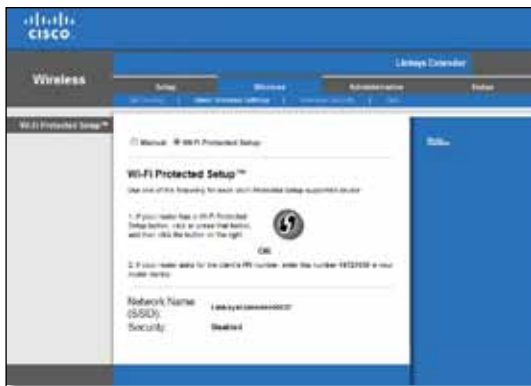 CISCO
Linksys Extender
Wireless
Setup Wireless Administration Status
Basic Wireless Settings
Wi-Fi Protected Setup™
Manual Wi-Fi Protected Setup
Wi-Fi Protected Setup™
Use one of the following for each Wi-Fi Protected Setup supported device:
1. If your router has a Wi-Fi Protected
Setup button, click or press that button,
and then click the button on the right.
OR
2. If your router asks for the client's PIN number, enter this number in your
router
Network Name
(SSID):
Security: Disabled